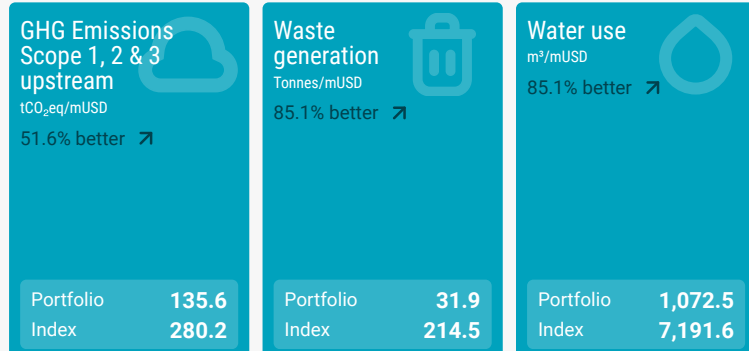 GHG Emissions
Scope 1, 2 & 3
upstream
tCO₂eq/mUSD
51.6% better
Portfolio 135.6
Index 280.2
Waste
generation
Tonnes/mUSD
85.1% better
Portfolio 31.9
Index 214.5
Water use
m³/mUSD
85.1% better
Portfolio 1,072.5
Index 7,191.6